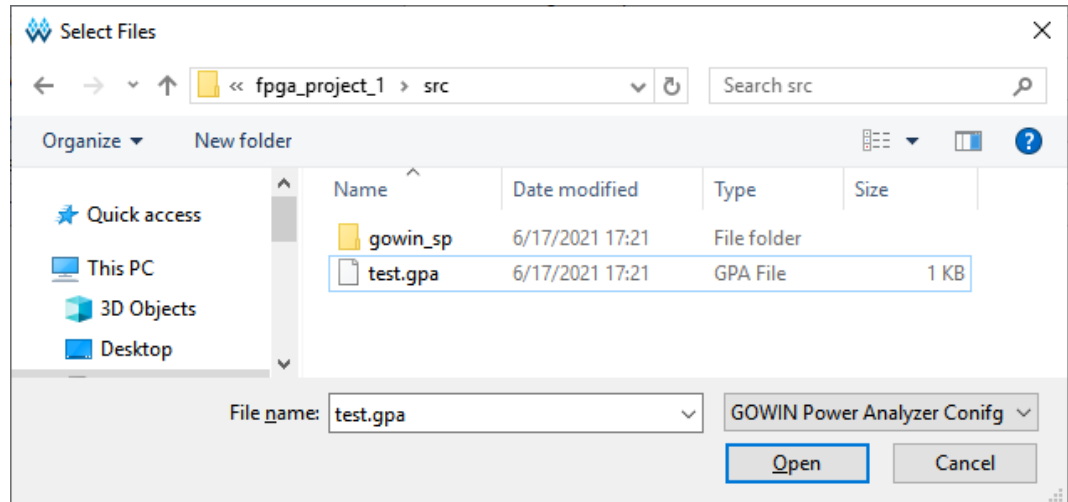 Select Files
« fpga_project_1 > src
Search src
Organize
New folder
Name Date modified Type Size
Quick access
gowin_sp 6/17/2021 17:21 File folder
This PC
test.gpa 6/17/2021 17:21 GPA File 1 KB
3D Objects
Desktop
File name: test.gpa
GOWIN Power Analyzer Conifg
Open
Cancel